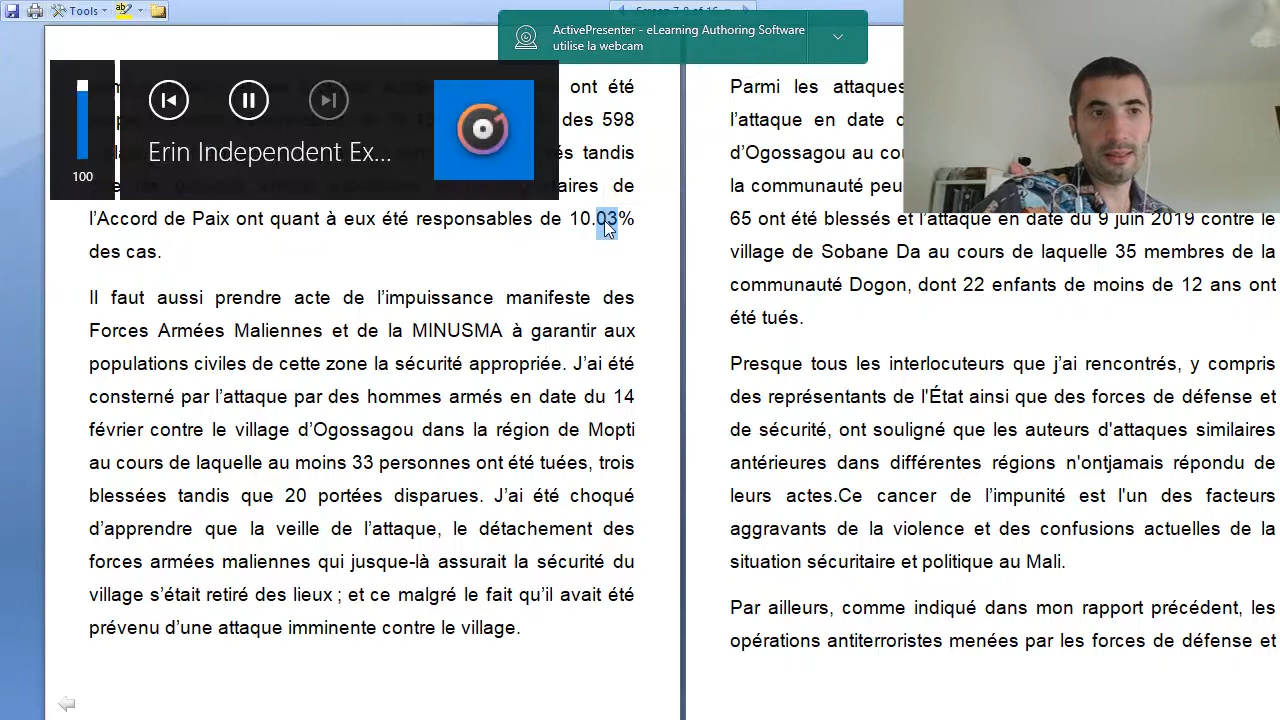 Tools
Screen 7-8 of 16
ActivePresenter - eLearning Authoring Software
utilise la webcam
100
Erin Independent Ex...
ont été
des 598
tandis
de
l’Accord de Paix ont quant à eux été responsables de 10.03%
des cas.
Il faut aussi prendre acte de l’impuissance manifeste des
Forces Armées Maliennes et de la MINUSMA à garantir aux
populations civiles de cette zone la sécurité appropriée. J’ai été
consterné par l’attaque par des hommes armés en date du 14
février contre le village d’Ogossagou dans la région de Mopti
au cours de laquelle au moins 33 personnes ont été tuées, trois
blessées tandis que 20 portées disparues. J’ai été choqué
d’apprendre que la veille de l’attaque, le détachement des
forces armées maliennes qui jusque-là assurait la sécurité du
village s’était retiré des lieux ; et ce malgré le fait qu’il avait été
prévenu d’une attaque imminente contre le village.
Parmi les attaques
l’attaque en date
d’Ogossagou au
la communauté
65 ont été blessés et l’attaque en date du 9 juin 2019 contre le
village de Sobane Da au cours de laquelle 35 membres de la
communauté Dogon, dont 22 enfants de moins de 12 ans ont
été tués.
Presque tous les interlocuteurs que j’ai rencontrés, y compris
des représentants de l'État ainsi que des forces de défense et
de sécurité, ont souligné que les auteurs d'attaques similaires
antérieures dans différentes régions n'ontjamais répondu de
leurs actes.Ce cancer de l’impunité est l'un des facteurs
aggravants de la violence et des confusions actuelles de la
situation sécuritaire et politique au Mali.
Par ailleurs, comme indiqué dans mon rapport précédent, les
opérations antiterroristes menées par les forces de défense et